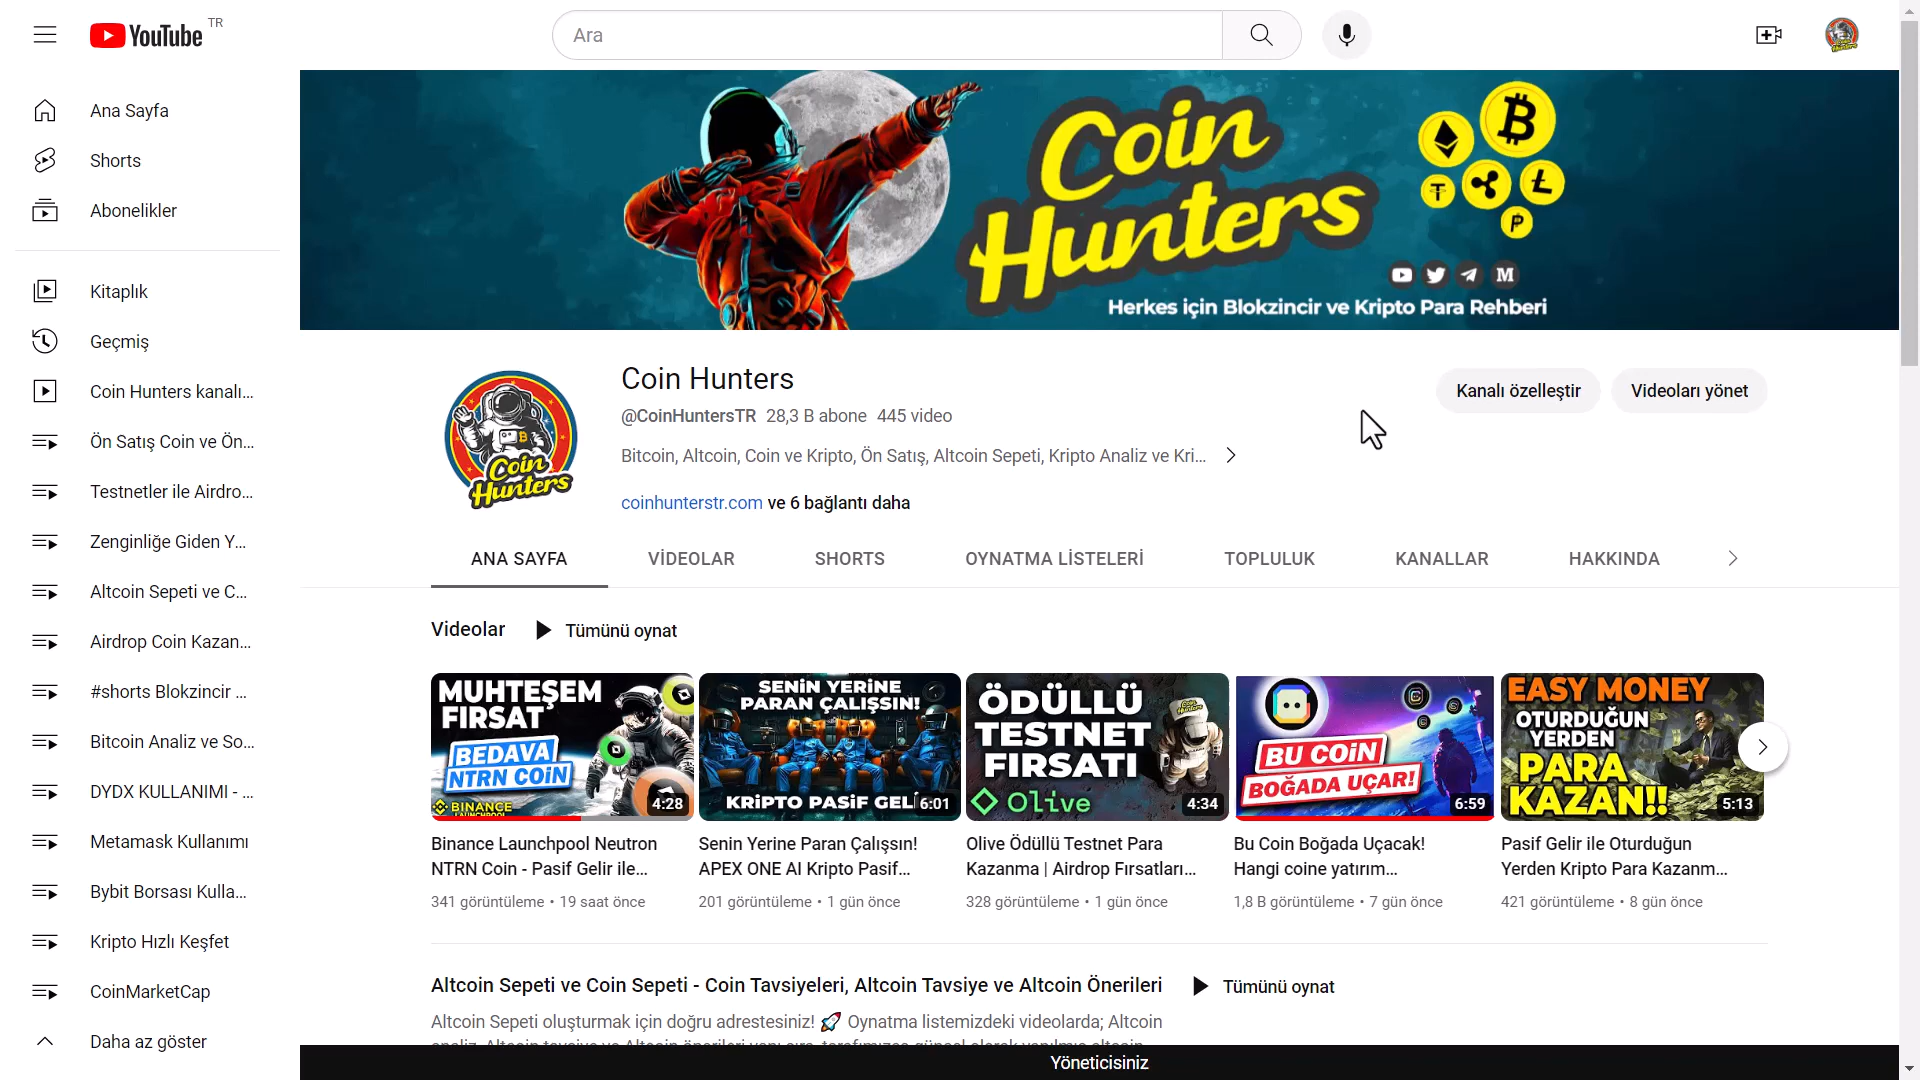 YouTube TR
Ara
Ana Sayfa
Shorts
Abonelikler
Kitaplık
Geçmiş
Coin Hunters kanalı...
Ön Satış Coin ve Ön...
Testnetler ile Airdro...
Zenginliğe Giden Y...
Altcoin Sepeti ve C...
Airdrop Coin Kazan...
#shorts Blokzincir ...
Bitcoin Analiz ve So...
DYDX KULLANIMI - ...
Metamask Kullanımı
Bybit Borsası Kulla...
Kripto Hızlı Keşfet
CoinMarketCap
Daha az göster
Coin
Hunters
Herkes için Blokzincir ve Kripto Para Rehberi
Coin
Hunters
Coin Hunters
@CoinHuntersTR 28,3 B abone 445 video
Bitcoin, Altcoin, Coin ve Kripto, Ön Satış, Altcoin Sepeti, Kripto Analiz ve Kri...
coinhunterstr.com ve 6 bağlantı daha
Kanalı özelleştir
Videoları yönet
ANA SAYFA
VİDEOLAR
SHORTS
OYNATMA LİSTELERİ
TOPLULUK
KANALLAR
HAKKINDA
Videolar
Tümünü oynat
MUHTEŞEM
FIRSAT
BEDAVA
NTRN COİN
BINANCE
LAUNCHPOOL
4:28
Binance Launchpool Neutron
NTRN Coin - Pasif Gelir ile...
341 görüntüleme • 19 saat önce
SENİN YERİNE
PARAN ÇALIŞSIN!
KRİPTO PASİF GELİ
6:01
Senin Yerine Paran Çalışsın!
APEX ONE AI Kripto Pasif...
201 görüntüleme • 1 gün önce
ÖDÜLLÜ
TESTNET
FIRSATI
Olive
4:34
Olive Ödüllü Testnet Para
Kazanma | Airdrop Fırsatları...
328 görüntüleme • 1 gün önce
BU COİN
BOĞADA UÇAR!
6:59
Bu Coin Boğada Uçacak!
Hangi coine yatırım...
1,8 B görüntüleme • 7 gün önce
EASY MONEY
OTURDUĞUN
YERDEN
PARA
KAZAN!!
5:13
Pasif Gelir ile Oturduğun
Yerden Kripto Para Kazanm...
421 görüntüleme • 8 gün önce
Altcoin Sepeti ve Coin Sepeti - Coin Tavsiyeleri, Altcoin Tavsiye ve Altcoin Önerileri
Tümünü oynat
Altcoin Sepeti oluşturmak için doğru adrestesiniz! 🚀 Oynatma listemizdeki videolarda; Altcoin
Yöneticisiniz